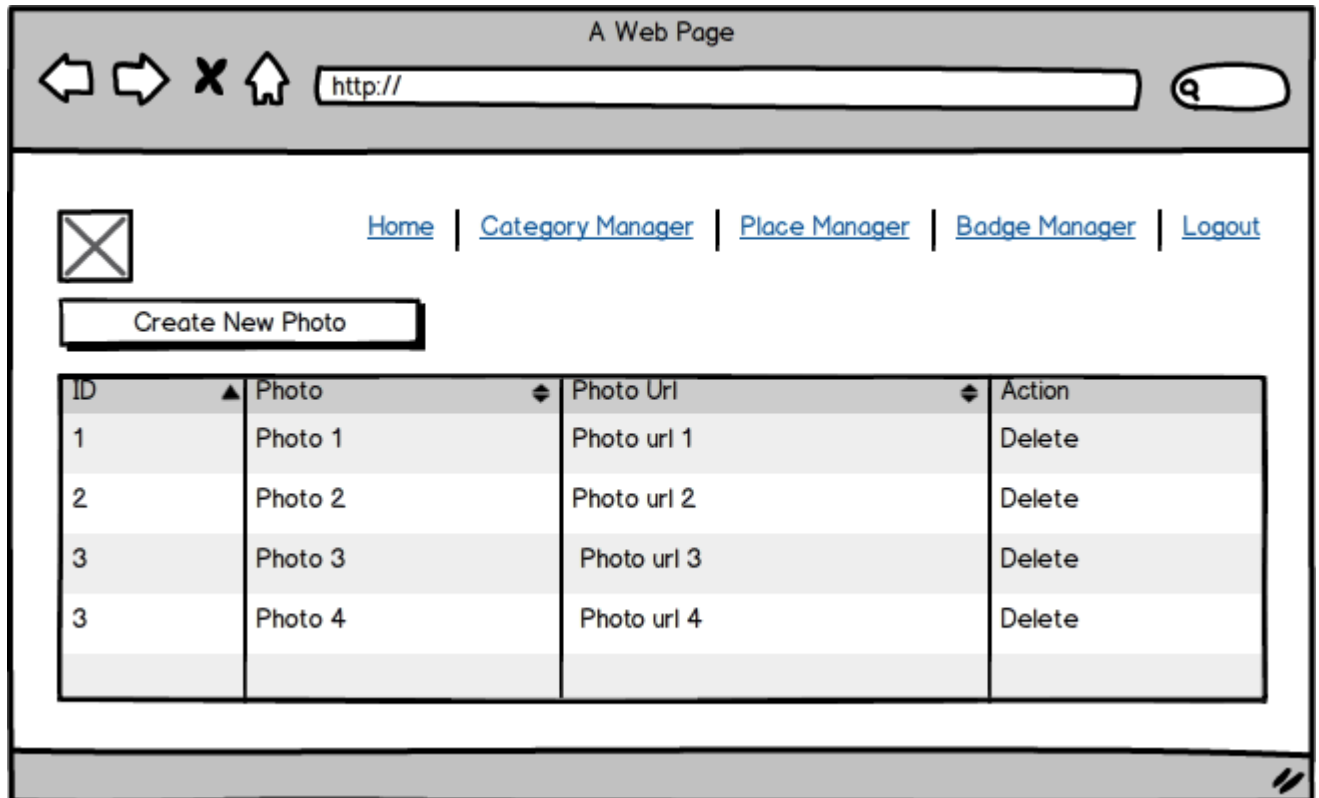 A Web Page
http://
Home Category Manager Place Manager Badge Manager Logout
Create New Photo
ID Photo Photo Url Action
1 Photo 1 Photo url 1 Delete
2 Photo 2 Photo url 2 Delete
3 Photo 3 Photo url 3 Delete
3 Photo 4 Photo url 4 Delete